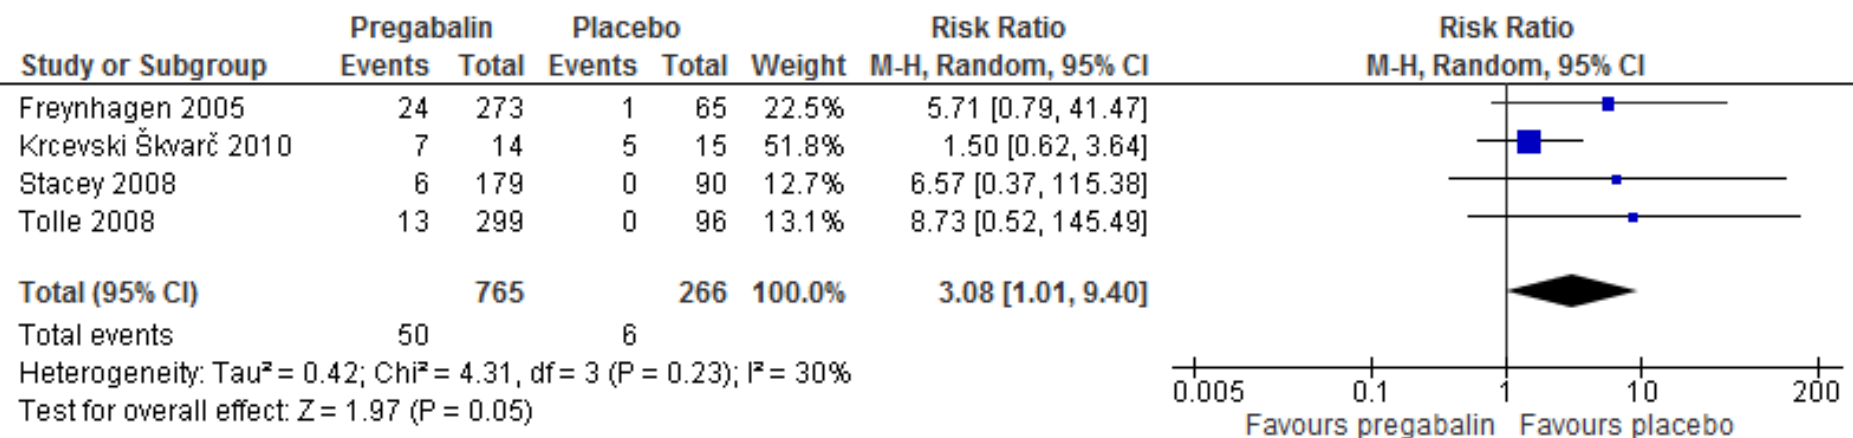 Pregabalin Placebo Risk Ratio Risk Ratio
Study or Subgroup Events Total Events Total Weight M-H, Random, 95% CI M-H, Random, 95% CI
Freynhagen 2005 24 273 1 65 22.5% 5.71 [0.79, 41.47]
Krcevski Škvarč 2010 7 14 5 15 51.8% 1.50 [0.62, 3.64]
Stacey 2008 6 179 0 90 12.7% 6.57 [0.37, 115.38]
Tolle 2008 13 299 0 96 13.1% 8.73 [0.52, 145.49]
Total (95% CI) 765 266 100.0% 3.08 [1.01, 9.40]
Total events 50 6
Heterogeneity: Tau² = 0.42; Chi² = 4.31, df = 3 (P = 0.23); I² = 30%
Test for overall effect: Z = 1.97 (P = 0.05)
0.005 0.1 1 10 200
Favours pregabalin Favours placebo